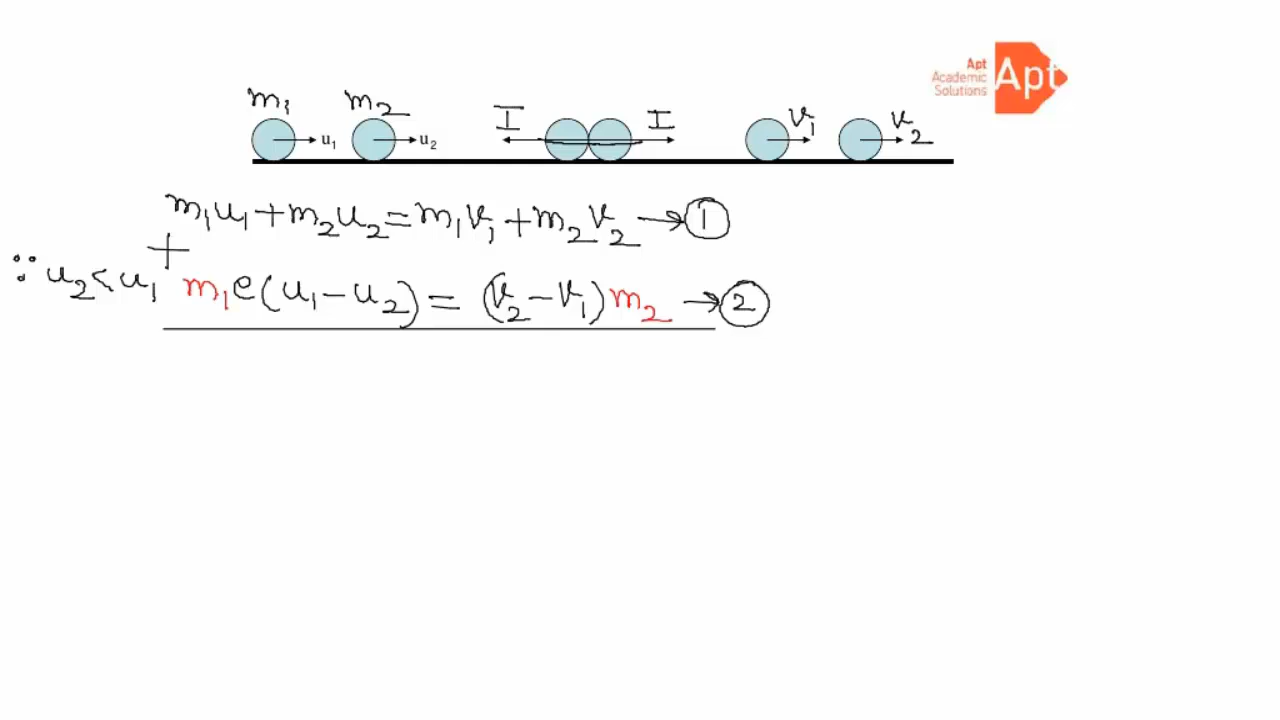 Apt
Academic
Solutions
Apt
m₁ m₂ I I v₁ v₂
u₁ u₂
m₁u₁+m₂u₂=m₁v₁+m₂v₂ →①
+
∵ u₂<u₁ m₁e(u₁-u₂)=(v₂-v₁)m₂ →②